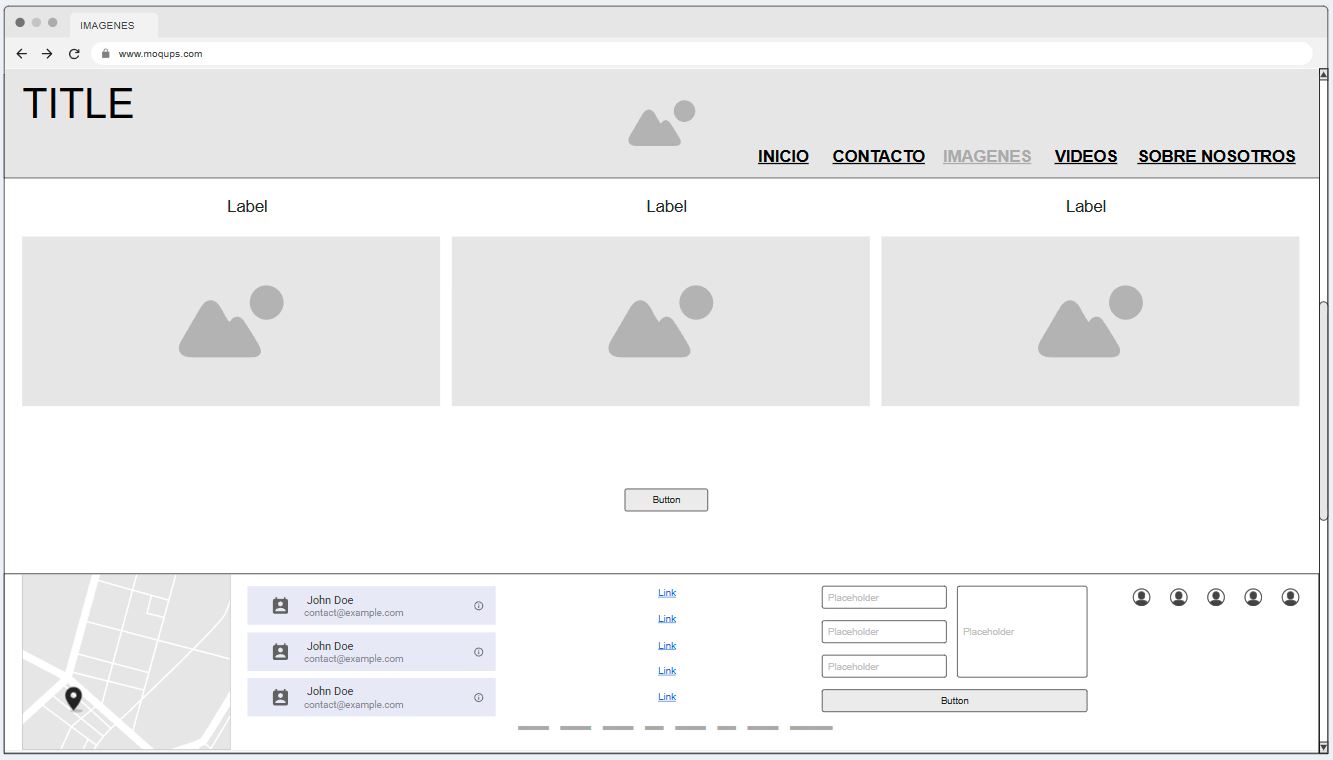 IMAGENES
www.moqups.com
TITLE
INICIO CONTACTO IMAGENES VIDEOS SOBRE NOSOTROS
Label Label Label
Button
John Doe
contact@example.com
John Doe
contact@example.com
John Doe
contact@example.com
Link
Link
Link
Link
Link
Placeholder
Placeholder
Placeholder
Placeholder
Button